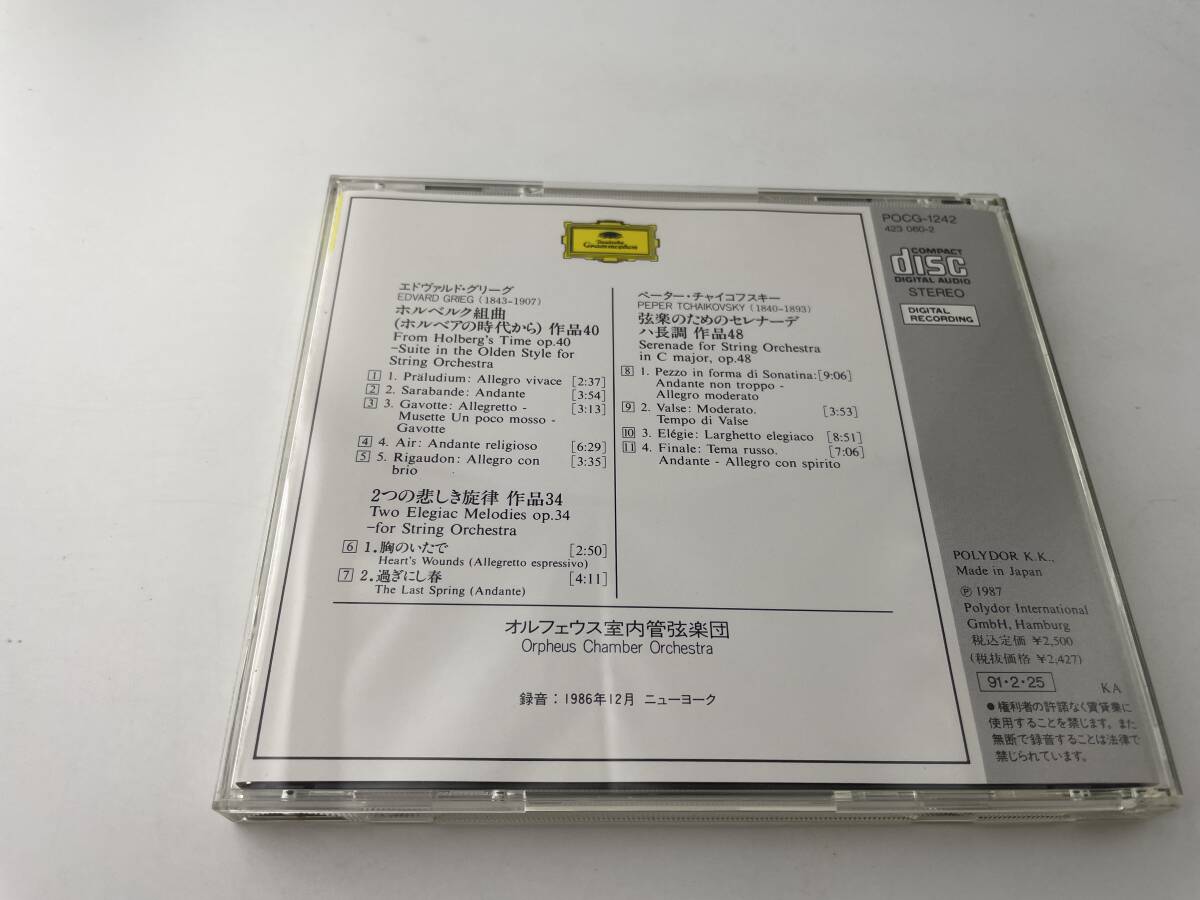 Deutsche
Grammophon
エドヴァルド・グリーグ
EDVARD GRIEG (1843-1907)
ホルベルク組曲
(ホルベアの時代から) 作品40
From Holberg's Time op.40
–Suite in the Olden Style for
String Orchestra
1 1. Präludium: Allegro vivace [2:37]
2 2. Sarabande: Andante [3:54]
3 3. Gavotte: Allegretto - [3:13]
Musette Un poco mosso -
Gavotte
4 4. Air: Andante religioso [6:29]
5 5. Rigaudon: Allegro con [3:35]
brio
2つの悲しき旋律 作品34
Two Elegiac Melodies op.34
–for String Orchestra
6 1.胸のいたで [2:50]
Heart's Wounds (Allegretto espressivo)
7 2.過ぎにし春 [4:11]
The Last Spring (Andante)
ペーター・チャイコフスキー
PEPER TCHAIKOVSKY (1840-1893)
弦楽のためのセレナーデ
ハ長調 作品48
Serenade for String Orchestra
in C major, op.48
8 1. Pezzo in forma di Sonatina: [9:06]
Andante non troppo -
Allegro moderato
9 2. Valse: Moderato. [3:53]
Tempo di Valse
10 3. Elégie: Larghetto elegiaco [8:51]
11 4. Finale: Tema russo. [7:06]
Andante - Allegro con spirito
オルフェウス室内管弦楽団
Orpheus Chamber Orchestra
録音：1986年12月 ニューヨーク
POCG-1242
423 060-2
COMPACT
disc
DIGITAL AUDIO
STEREO
DIGITAL
RECORDING
POLYDOR K.K.,
Made in Japan
℗ 1987
Polydor International
GmbH, Hamburg
税込定価 ¥2,500
(税抜価格 ¥2,427)
91・2・25 KA
●権利者の許諾なく賃貸業に
使用することを禁じます。また
無断で録音することは法律で
禁じられています。